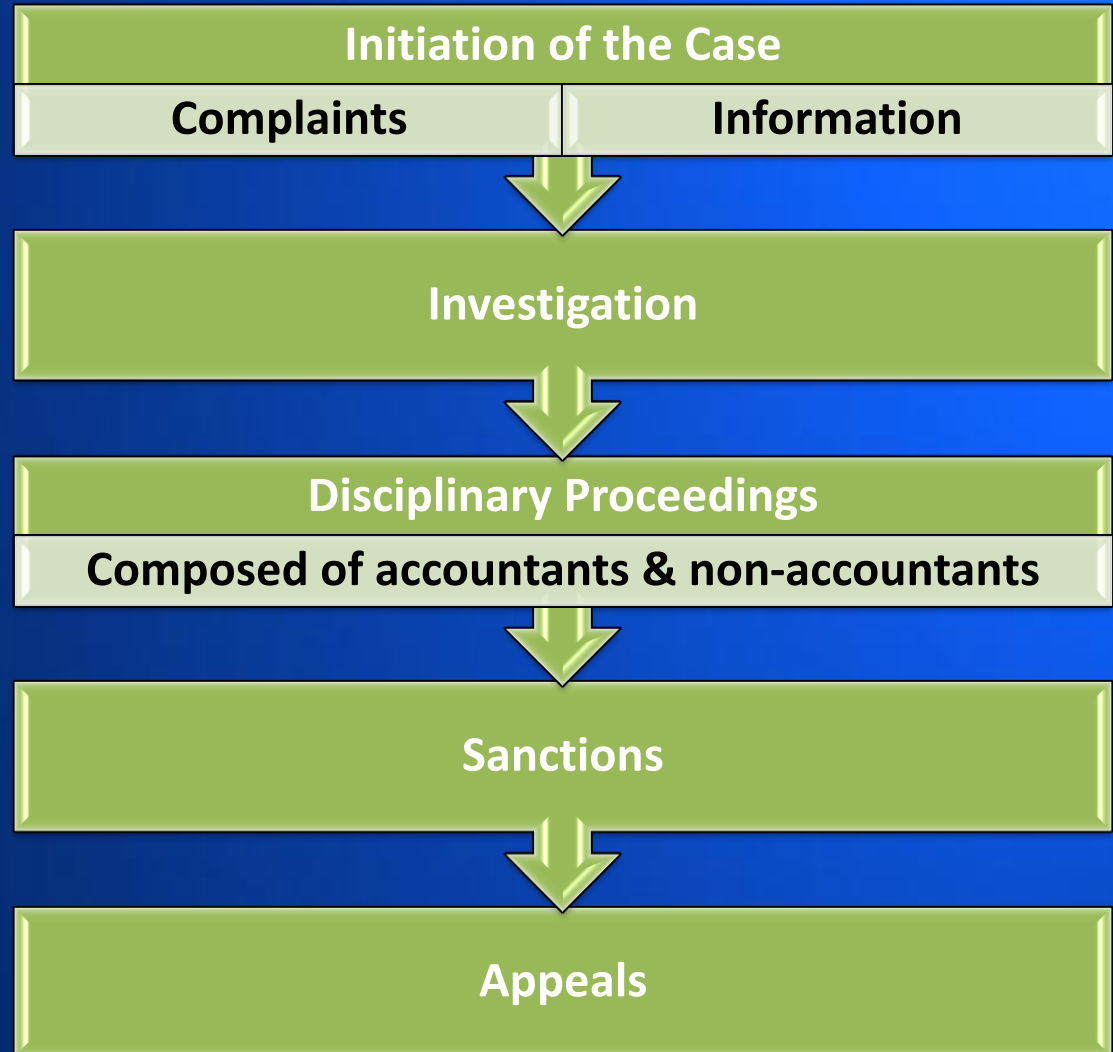 Initiation of the Case
Complaints
Information
Investigation
Disciplinary Proceedings
Composed of accountants & non-accountants
Sanctions
Appeals